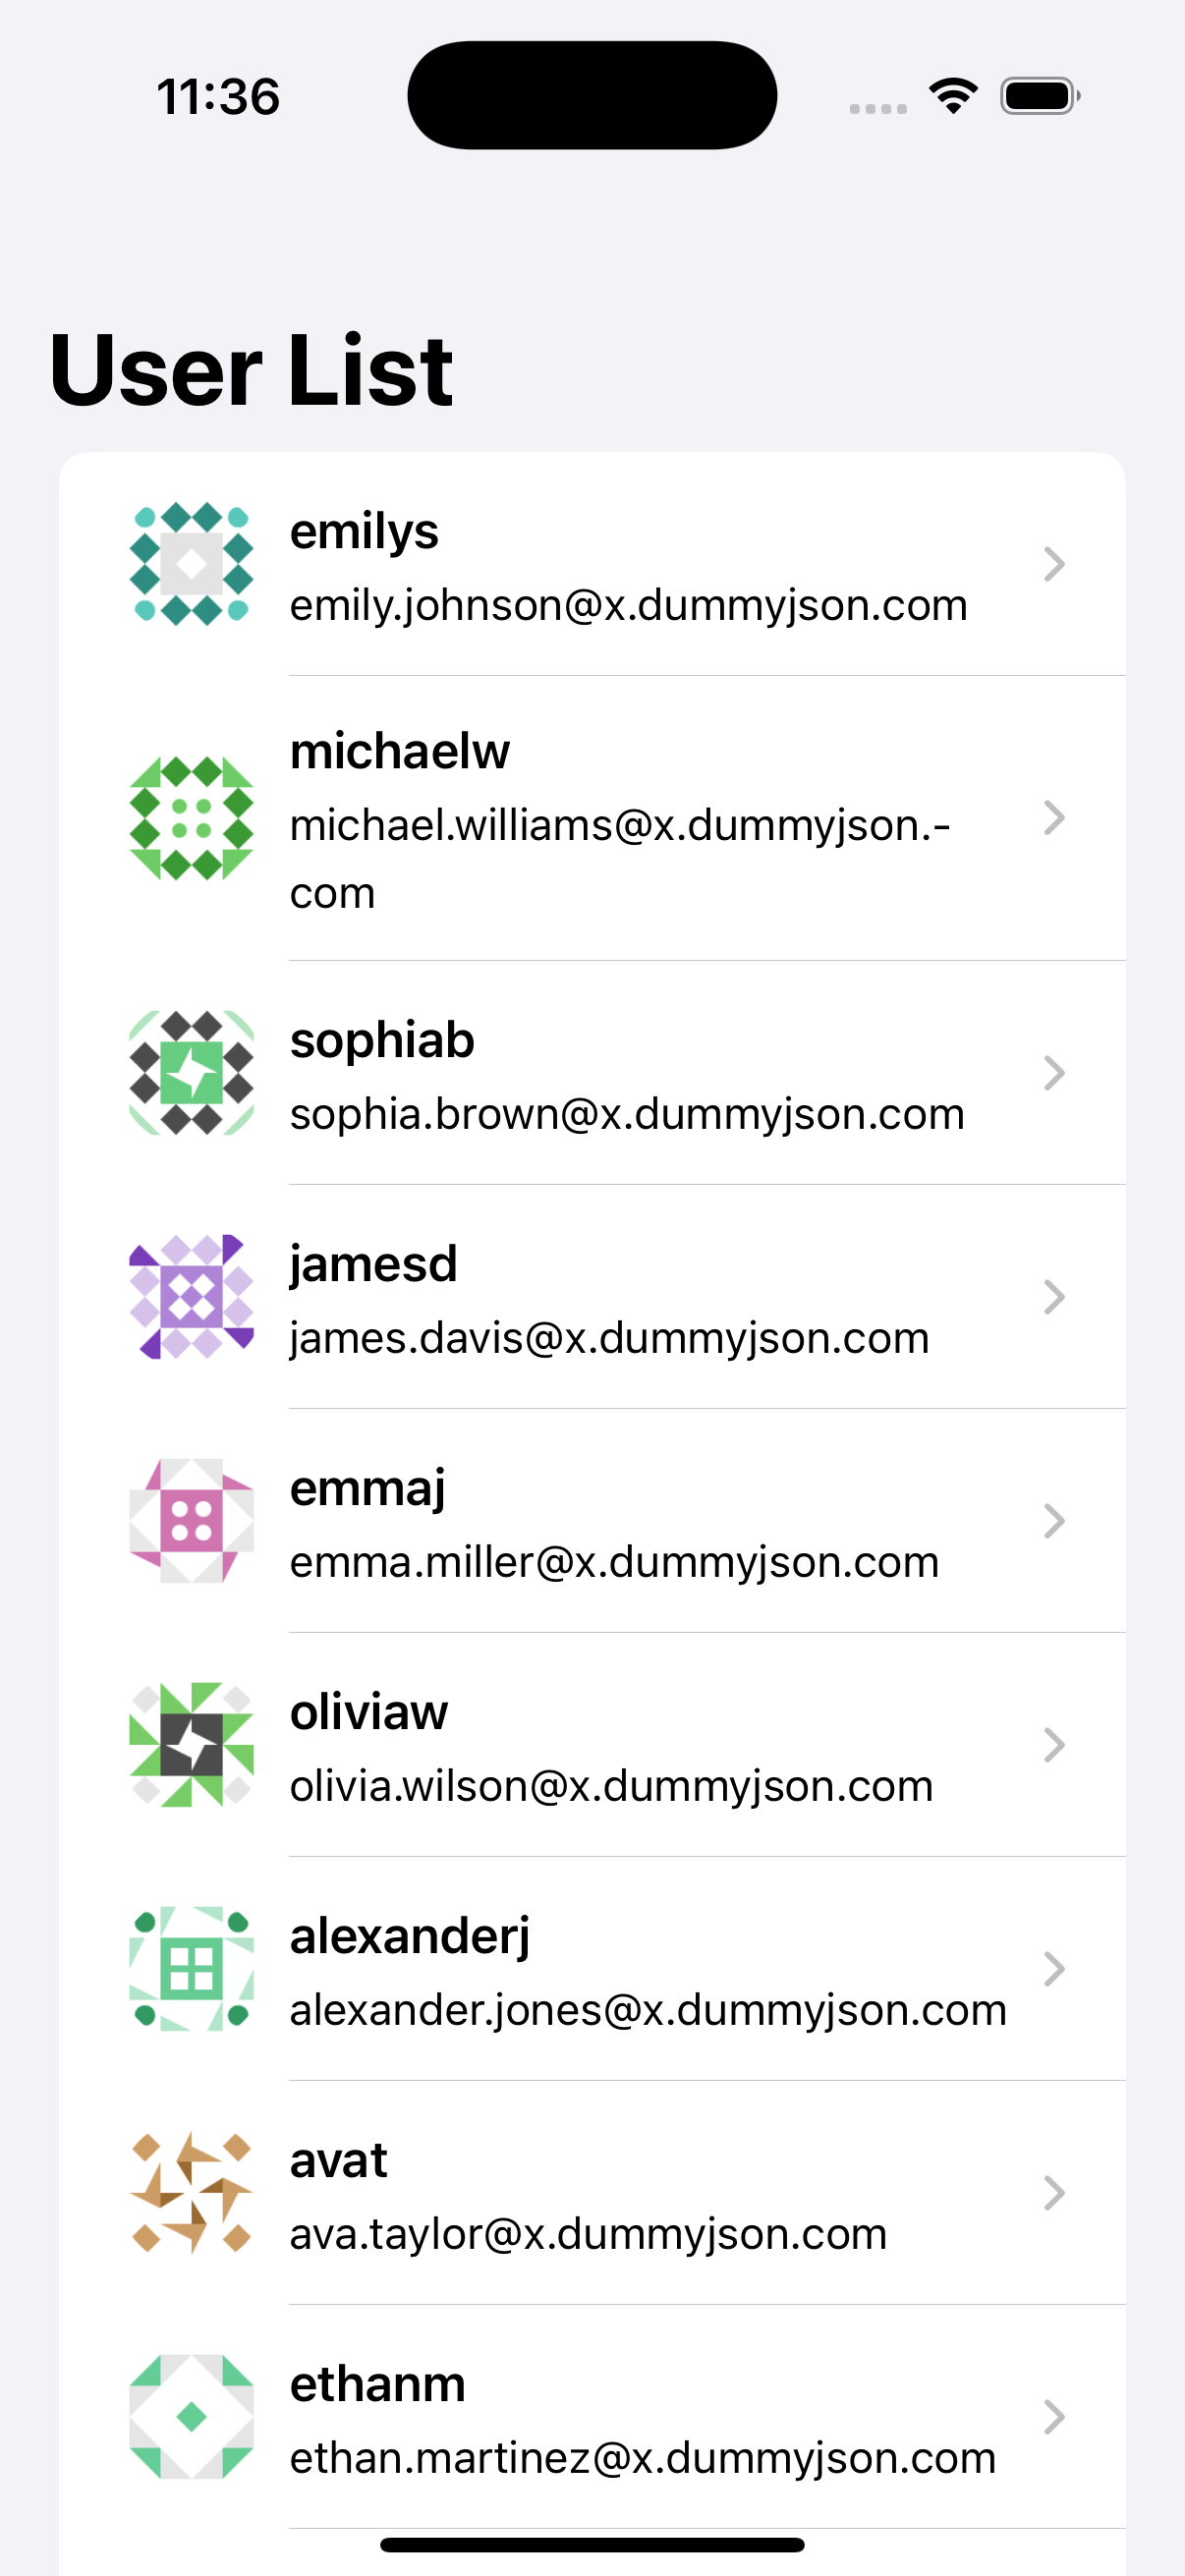 11:36
User List
emilys
emily.johnson@x.dummyjson.com
michaelw
michael.williams@x.dummyjson.-
com
sophiab
sophia.brown@x.dummyjson.com
jamesd
james.davis@x.dummyjson.com
emmaj
emma.miller@x.dummyjson.com
oliviaw
olivia.wilson@x.dummyjson.com
alexanderj
alexander.jones@x.dummyjson.com
avat
ava.taylor@x.dummyjson.com
ethanm
ethan.martinez@x.dummyjson.com